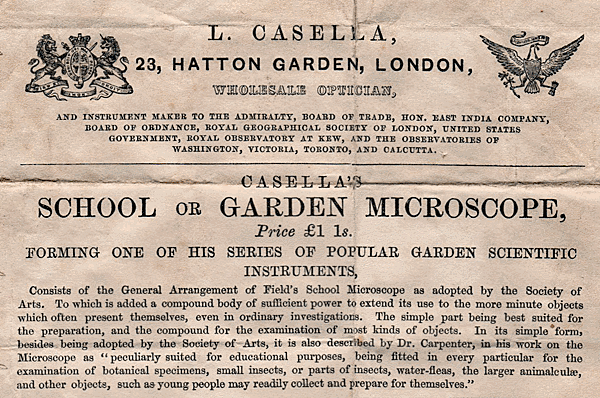 L. CASELLA,
23, HATTON GARDEN, LONDON,
WHOLESALE OPTICIAN,
AND INSTRUMENT MAKER TO THE ADMIRALTY, BOARD OF TRADE, HON. EAST INDIA COMPANY,
BOARD OF ORDNANCE, ROYAL GEOGRAPHICAL SOCIETY OF LONDON, UNITED STATES
GOVERNMENT, ROYAL OBSERVATORY AT KEW, AND THE OBSERVATORIES OF
WASHINGTON, VICTORIA, TORONTO, AND CALCUTTA.
CASELLA'S
SCHOOL OR GARDEN MICROSCOPE,
Price £1 1s.
FORMING ONE OF HIS SERIES OF POPULAR GARDEN SCIENTIFIC
INSTRUMENTS,
Consists of the General Arrangement of Field's School Microscope as adopted by the Society of
Arts. To which is added a compound body of sufficient power to extend its use to the more minute objects
which often present themselves, even in ordinary investigations. The simple part being best suited for
the preparation, and the compound for the examination of most kinds of objects. In its simple form,
besides being adopted by the Society of Arts, it is also described by Dr. Carpenter, in his work on the
Microscope as "peculiarly suited for educational purposes, being fitted in every particular for the
examination of botanical specimens, small insects, or parts of insects, water-fleas, the larger animalculæ,
and other objects, such as young people may readily collect and prepare for themselves."